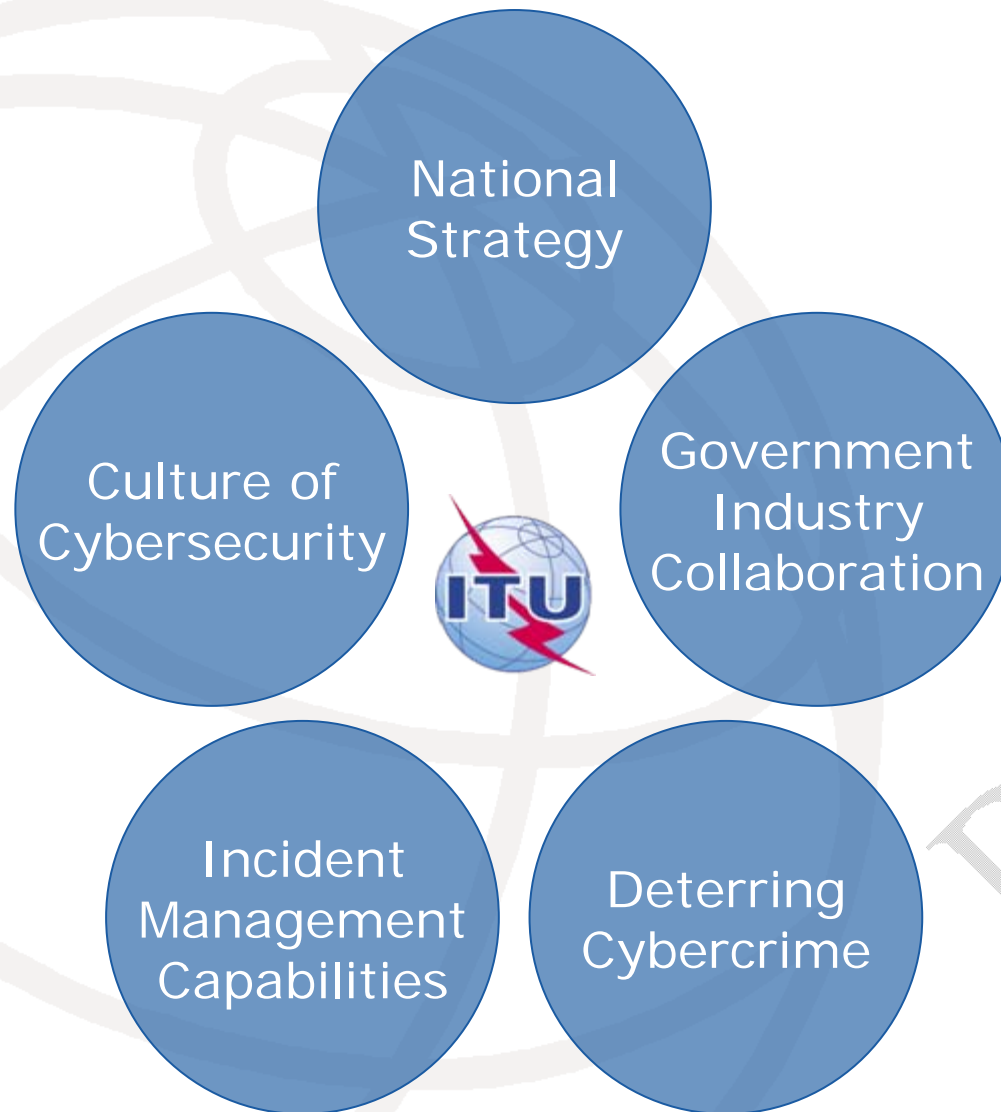 National
Strategy
Culture of
Cybersecurity
Government
Industry
Collaboration
ITU
Incident
Management
Capabilities
Deterring
Cybercrime